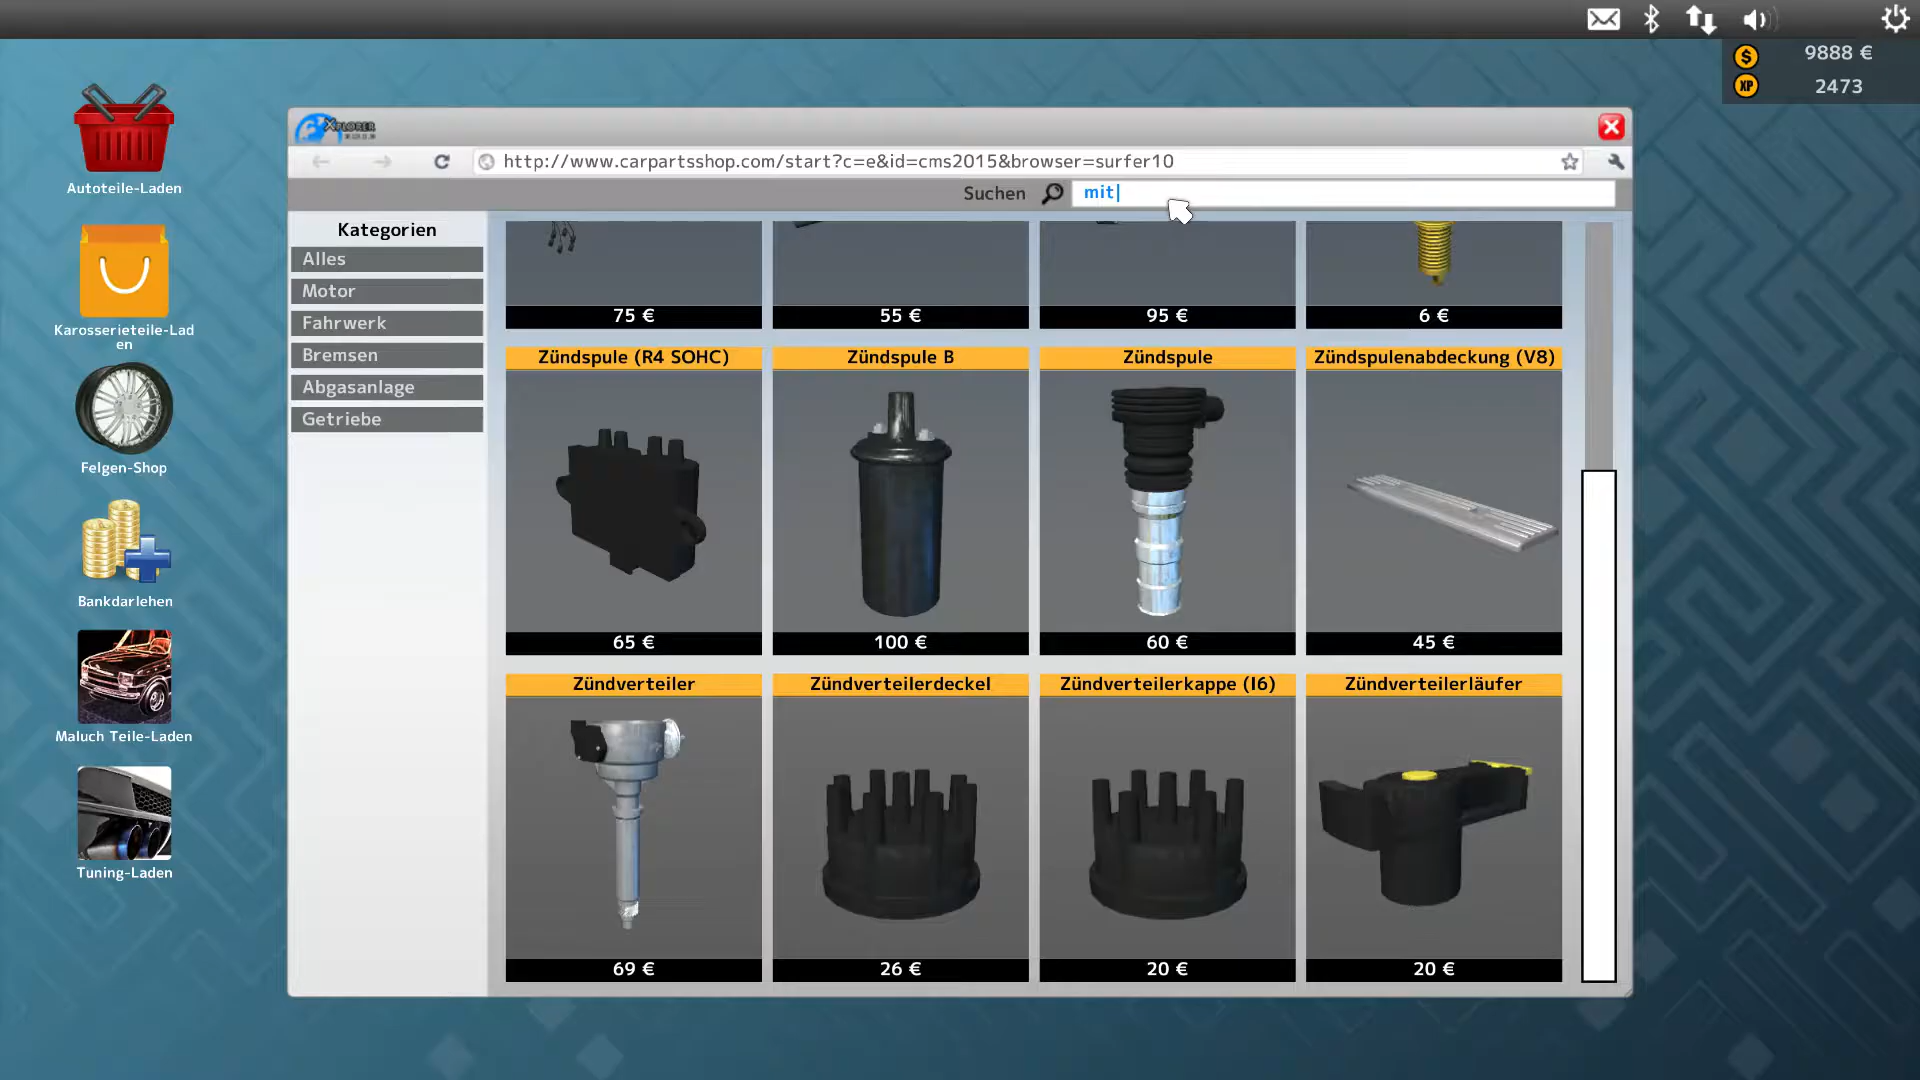 9888 €
XP 2473
Autoteile-Laden
Karosserieteile-Lad
en
Felgen-Shop
Bankdarlehen
Maluch Teile-Laden
Tuning-Laden
XPLORER
http://www.carpartsshop.com/start?c=e&id=cms2015&browser=surfer10
Suchen mit
Kategorien
Alles
Motor
Fahrwerk
Bremsen
Abgasanlage
Getriebe
75 € 55 € 95 € 6 €
Zündspule (R4 SOHC) Zündspule B Zündspule Zündspulenabdeckung (V8)
65 € 100 € 60 € 45 €
Zündverteiler Zündverteilerdeckel Zündverteilerkappe (I6) Zündverteilerläufer
69 € 26 € 20 € 20 €